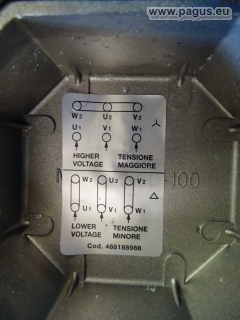 www.pagus.eu
W2 U2 V2
U1 V1 W1
HIGHER TENSIONE
VOLTAGE MAGGIORE
100
W2 U2 V2
U1 V1 W1
LOWER TENSIONE
VOLTAGE MINORE
Cod. 486188988